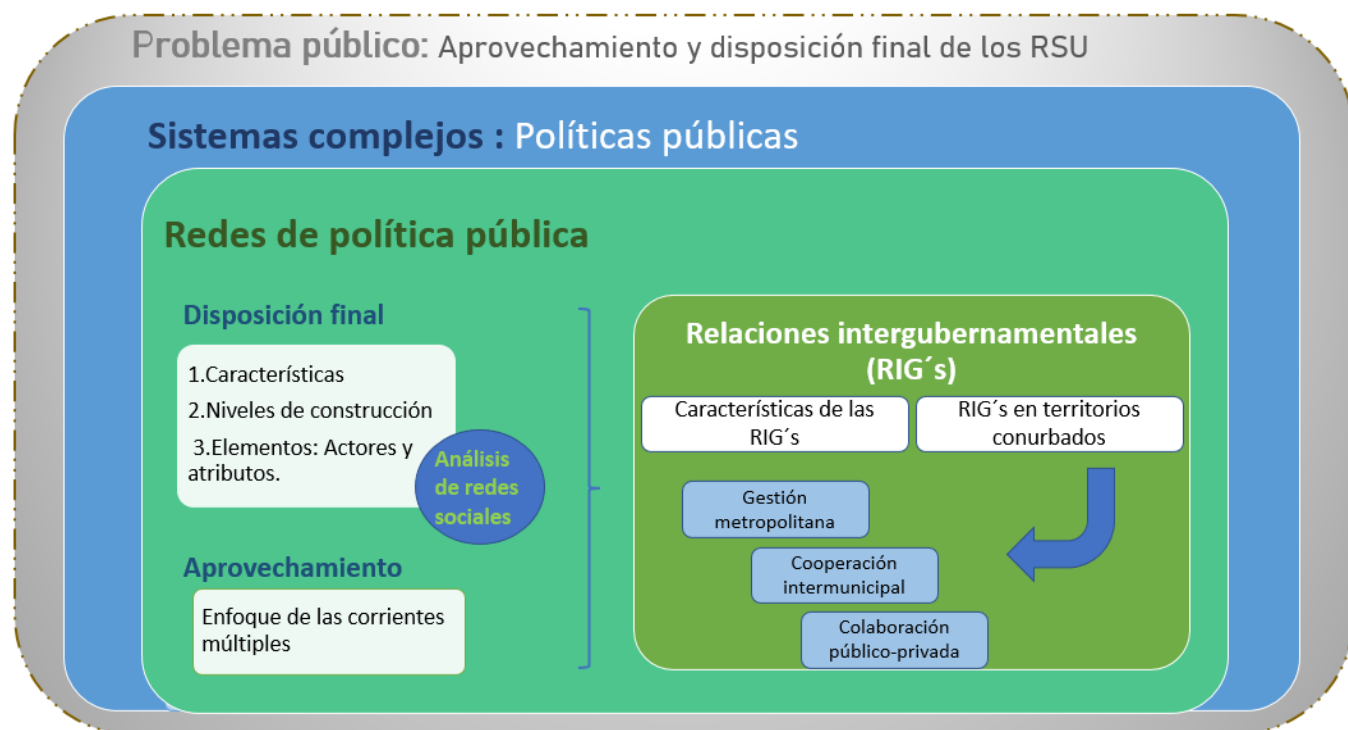 Problema público: Aprovechamiento y disposición final de los RSU
Sistemas complejos : Políticas públicas
Redes de política pública
Disposición final
1.Características
2.Niveles de construcción
3.Elementos: Actores y
atributos.
Análisis
de redes
sociales
Aprovechamiento
Enfoque de las corrientes
múltiples
Relaciones intergubernamentales
(RIG´s)
Características de las
RIG´s
RIG´s en territorios
conurbados
Gestión
metropolitana
Cooperación
intermunicipal
Colaboración
público-privada